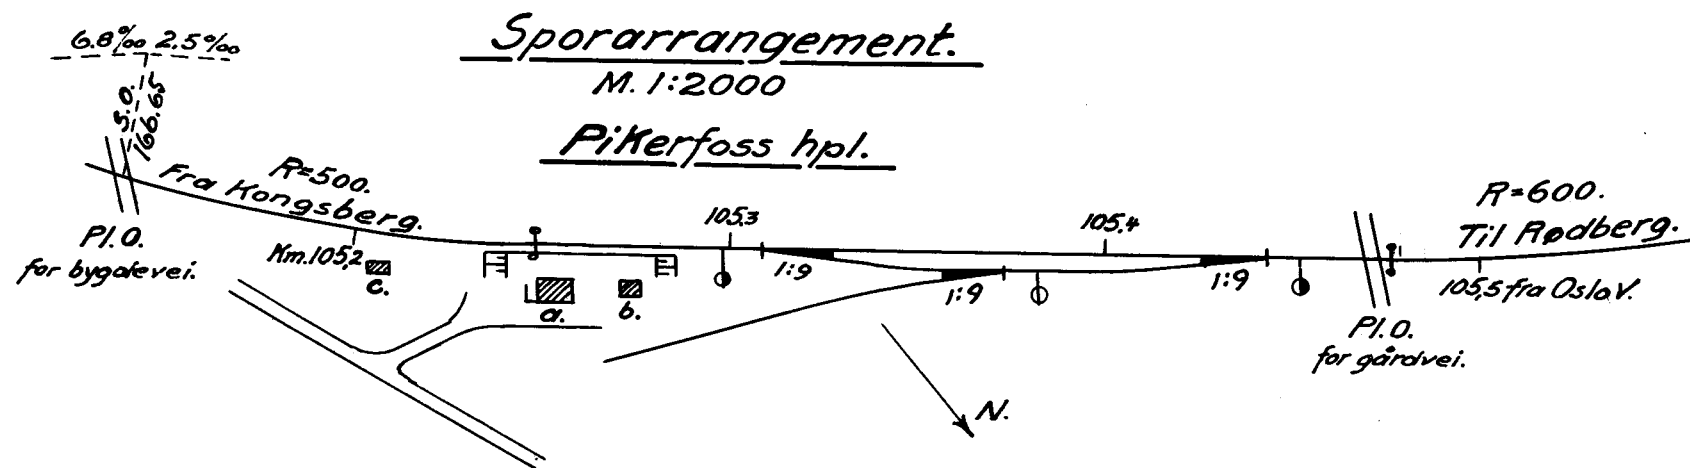 Sporarrangement.
M. 1:2000
Pikerfoss hpl.
6.8‰ 2.5‰
S.O.
166.65
R=500.
Fra Kongsberg.
Pl.O.
for bygdevei.
Km.105,2
c.
a.
b.
105,3
1:9
1:9
105,4
1:9
R=600.
Til Rødberg.
105,5 fra Oslo V.
Pl.O.
for gårdvei.
N.